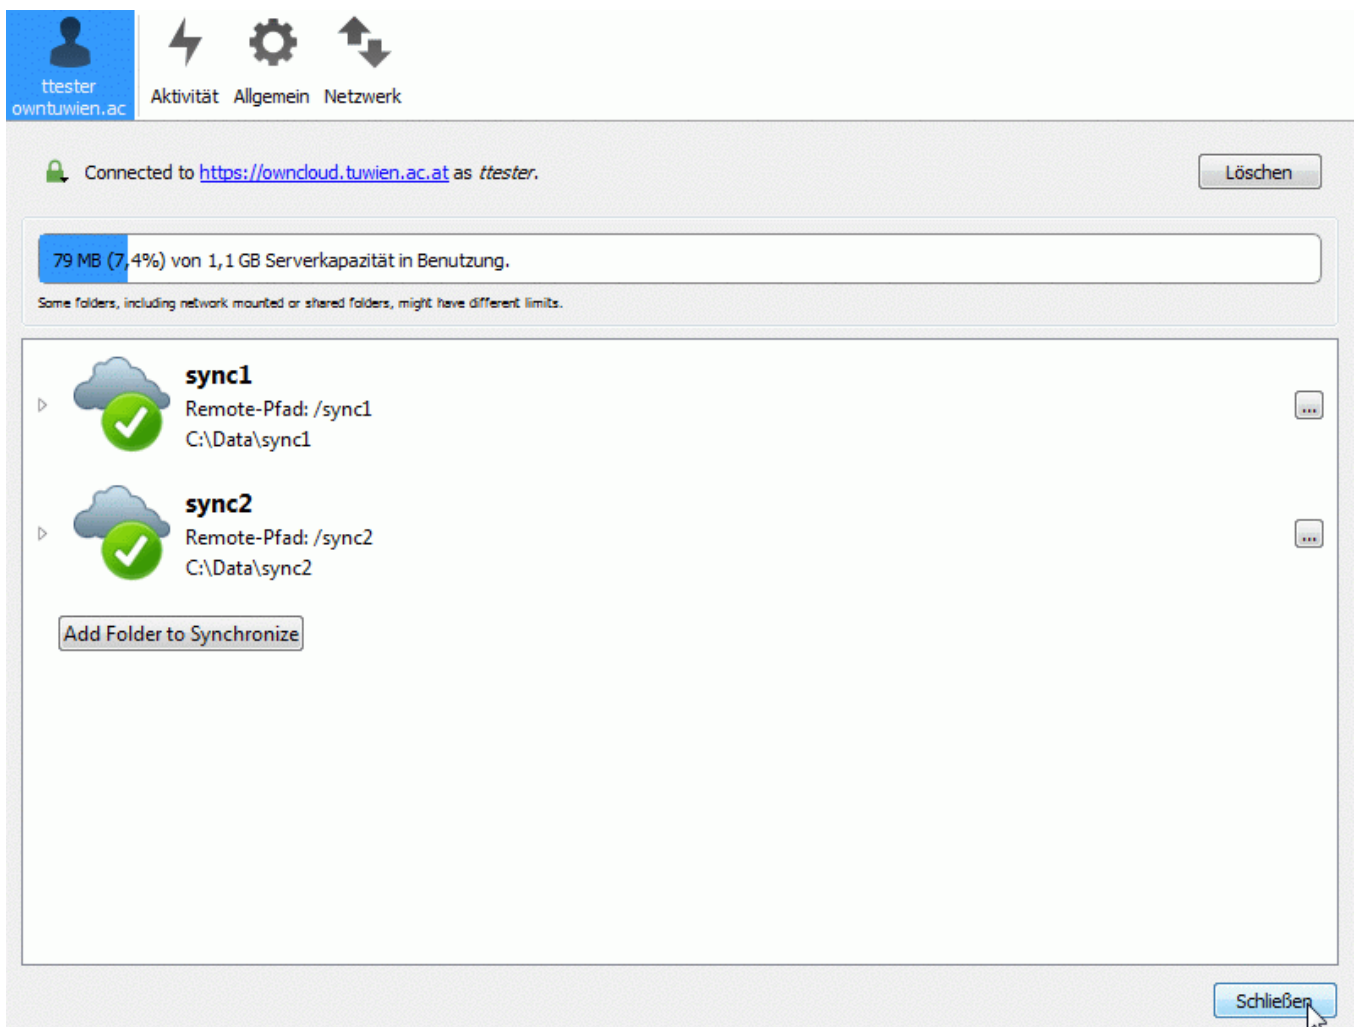 ttester
owntuwien.ac
Aktivität Allgemein Netzwerk
Connected to https://owncloud.tuwien.ac.at as ttester.
Löschen
79 MB (7,4%) von 1,1 GB Serverkapazität in Benutzung.
Some folders, including network mounted or shared folders, might have different limits.
sync1
Remote-Pfad: /sync1
C:\Data\sync1
...
sync2
Remote-Pfad: /sync2
C:\Data\sync2
...
Add Folder to Synchronize
Schließen